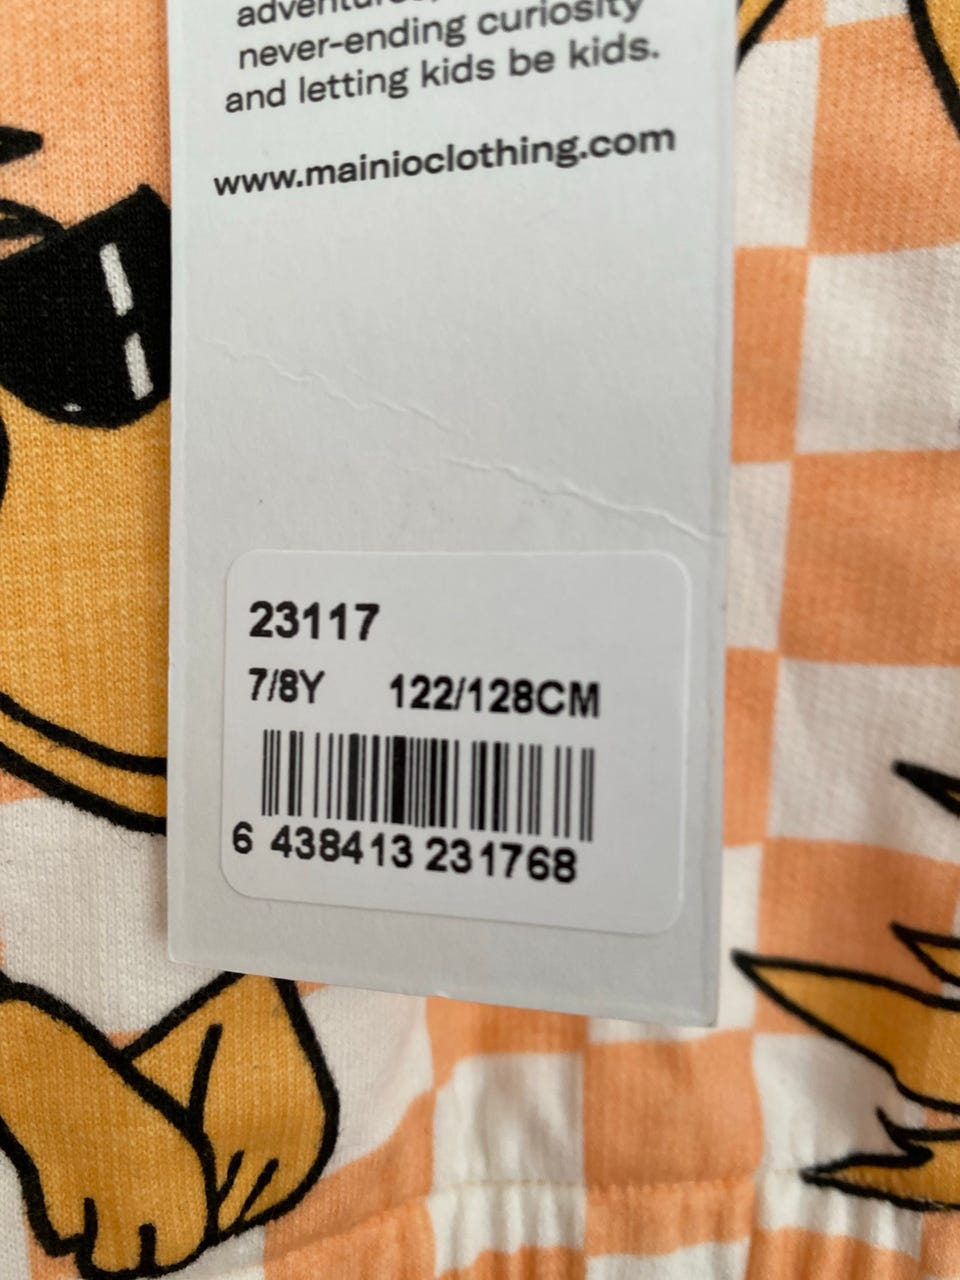 adventures,
never-ending curiosity
and letting kids be kids.
www.mainioclothing.com
23117
7/8Y 122/128CM
6 438413 231768